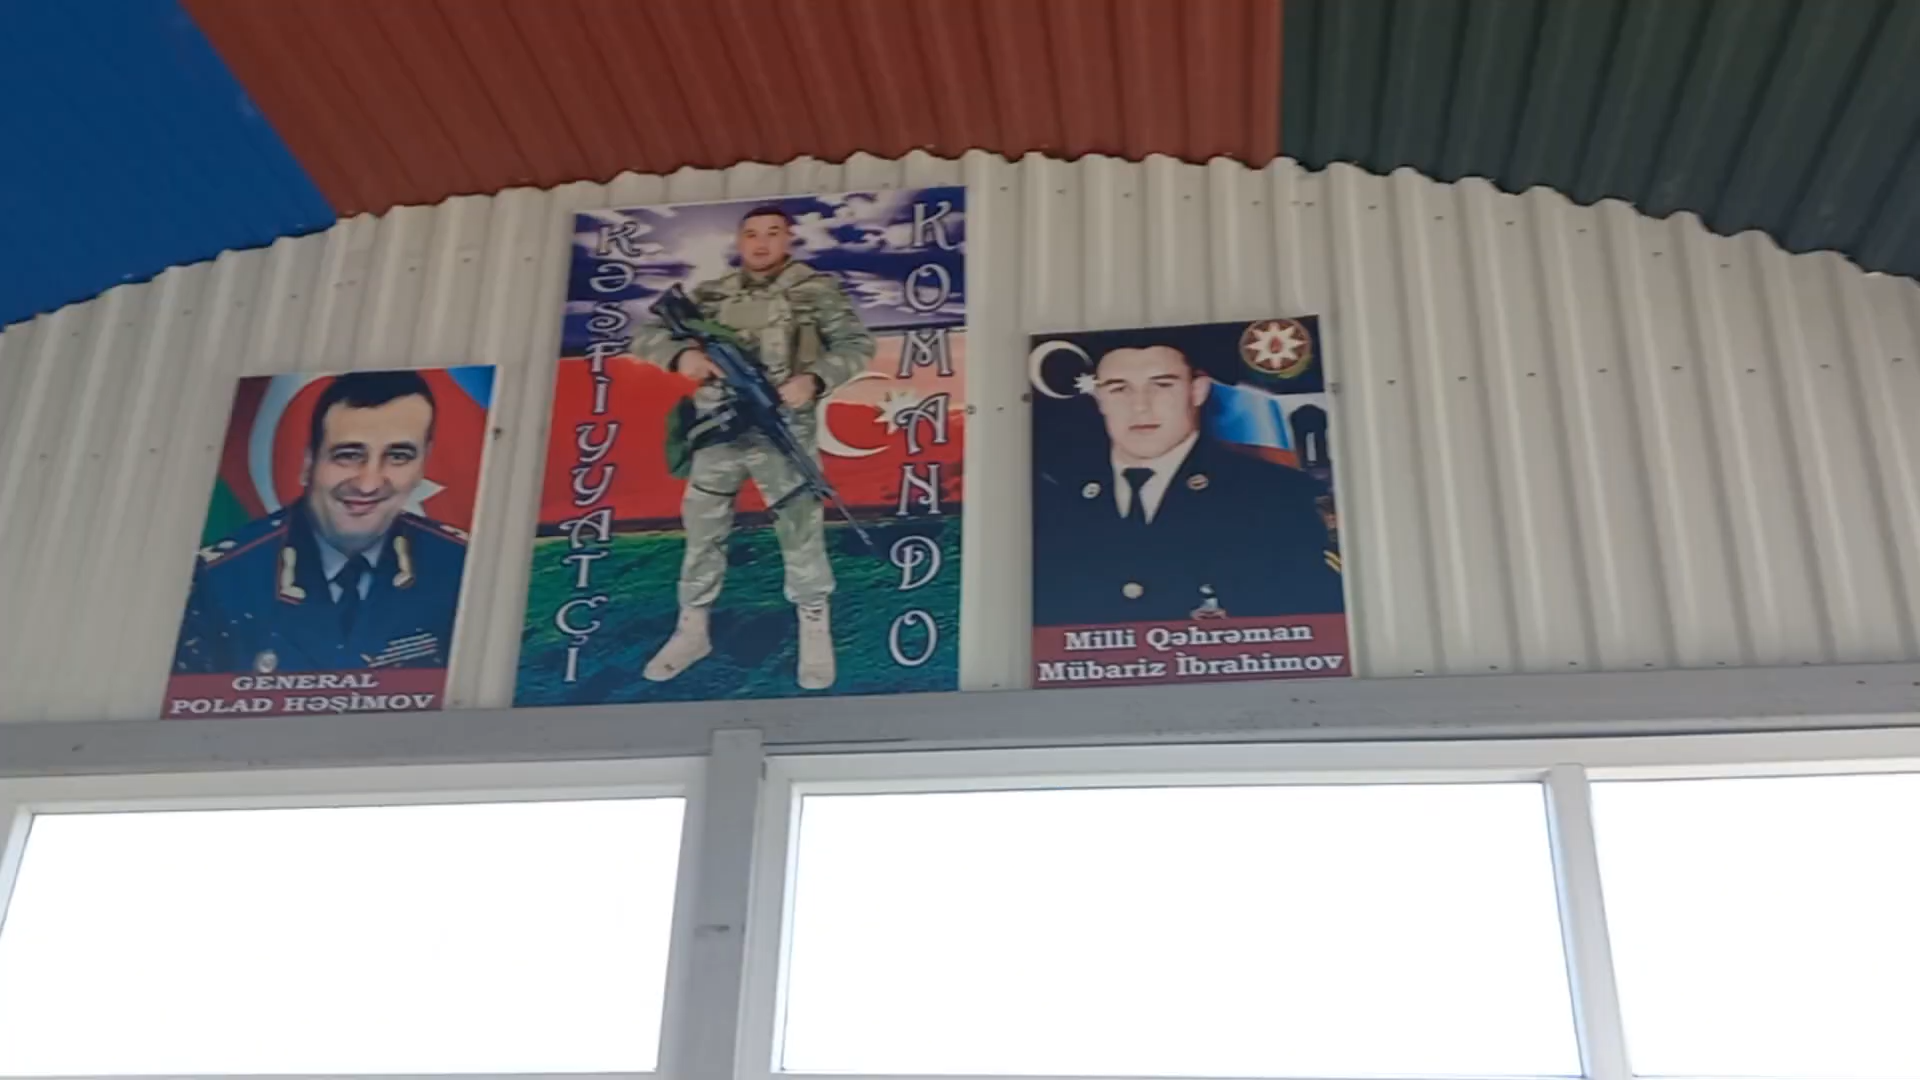 GENERAL
POLAD HƏŞİMOV
KƏŞFİYYATÇI
KOMANDO
Milli Qəhrəman
Mübariz İbrahimov